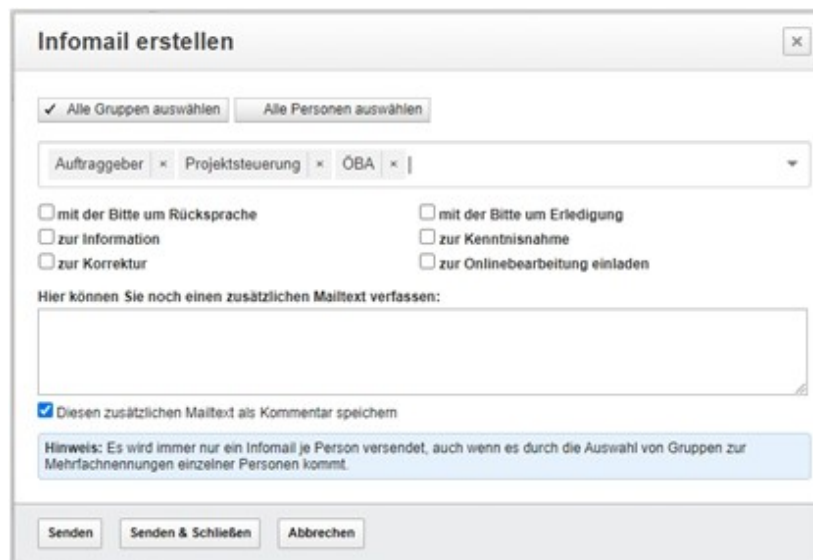 Infomail erstellen
Alle Gruppen auswählen Alle Personen auswählen
Auftraggeber × Projektsteuerung × ÖBA ×
mit der Bitte um Rücksprache mit der Bitte um Erledigung
zur Information zur Kenntnisnahme
zur Korrektur zur Onlinebearbeitung einladen
Hier können Sie noch einen zusätzlichen Mailtext verfassen:
Diesen zusätzlichen Mailtext als Kommentar speichern
Hinweis: Es wird immer nur ein Infomail je Person versendet, auch wenn es durch die Auswahl von Gruppen zur
Mehrfachnennungen einzelner Personen kommt.
Senden Senden & Schließen Abbrechen